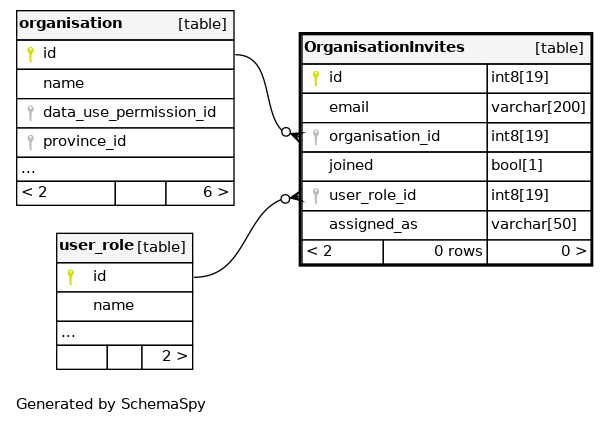 organisation [table]
id
name
data_use_permission_id
province_id
...
< 2 6 >
OrganisationInvites [table]
id int8[19]
email varchar[200]
organisation_id int8[19]
joined bool[1]
user_role_id int8[19]
assigned_as varchar[50]
< 2 0 rows 0 >
user_role [table]
id
name
...
2 >
Generated by SchemaSpy